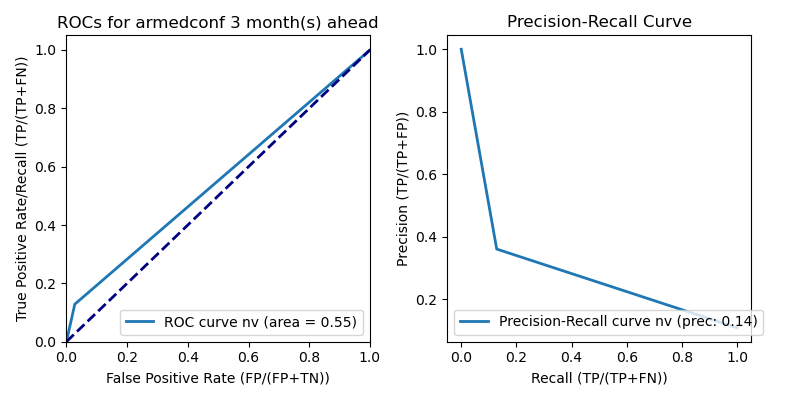 ROCs for armedconf 3 month(s) ahead
True Positive Rate/Recall (TP/(TP+FN))
1.0
0.8
0.6
0.4
0.2
0.0
ROC curve nv (area = 0.55)
0.0 0.2 0.4 0.6 0.8 1.0
False Positive Rate (FP/(FP+TN))
Precision-Recall Curve
Precision (TP/(TP+FP))
1.0
0.8
0.6
0.4
0.2
Precision-Recall curve nv (prec: 0.14)
0.0 0.2 0.4 0.6 0.8 1.0
Recall (TP/(TP+FN))